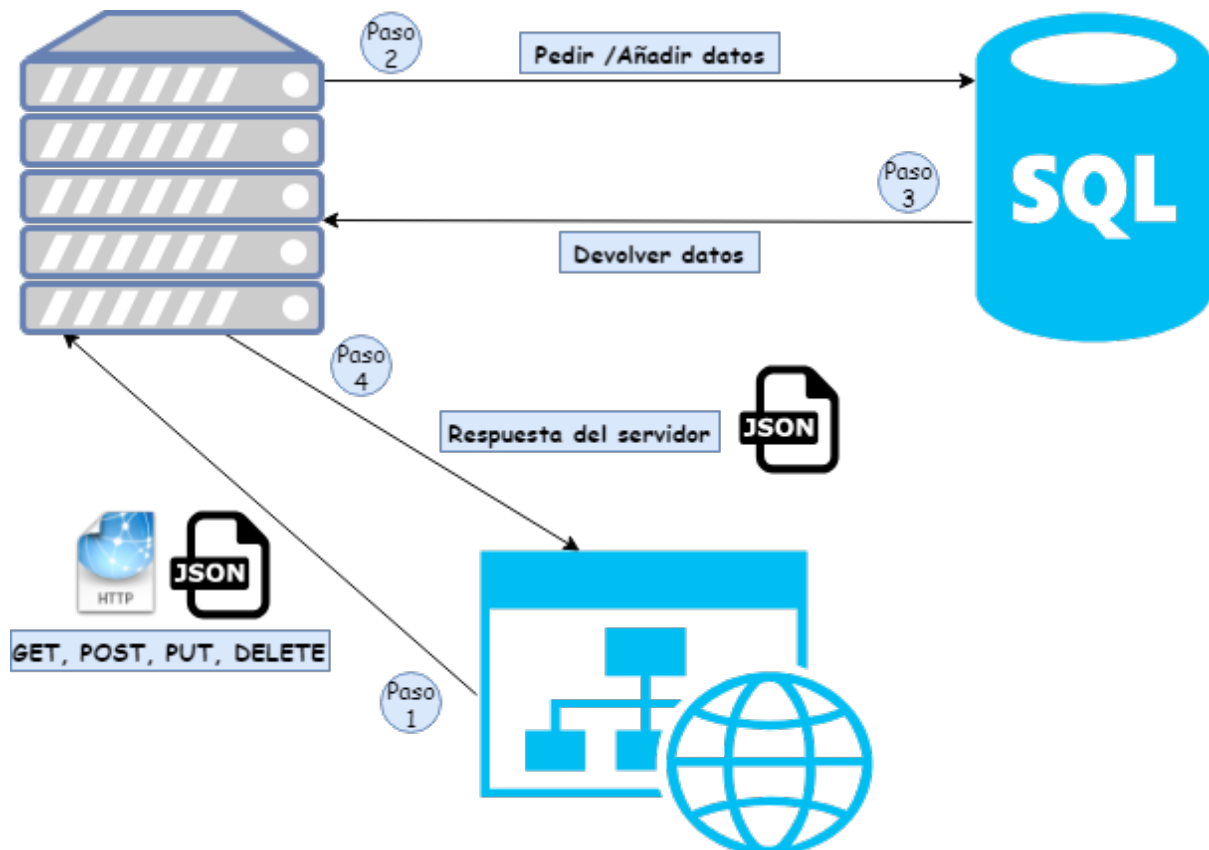 Paso
2
Pedir /Añadir datos
SQL
Paso
3
Devolver datos
Paso
4
Respuesta del servidor
JSON
HTTP
JSON
GET, POST, PUT, DELETE
Paso
1